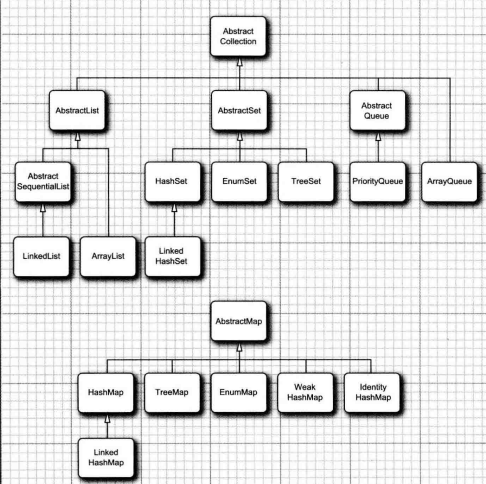 Abstract
Collection
AbstractList
AbstractSet
Abstract
Queue
Abstract
SequentialList
HashSet
EnumSet
TreeSet
PriorityQueue
ArrayQueue
LinkedList
ArrayList
Linked
HashSet
AbstractMap
HashMap
TreeMap
EnumMap
Weak
HashMap
Identity
HashMap
Linked
HashMap